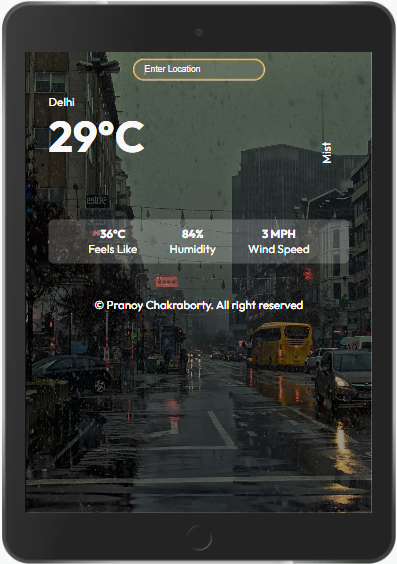 Enter Location
Delhi
29°C
Mist
36°C 84% 3 MPH
Feels Like Humidity Wind Speed
© Pranoy Chakraborty. All right reserved